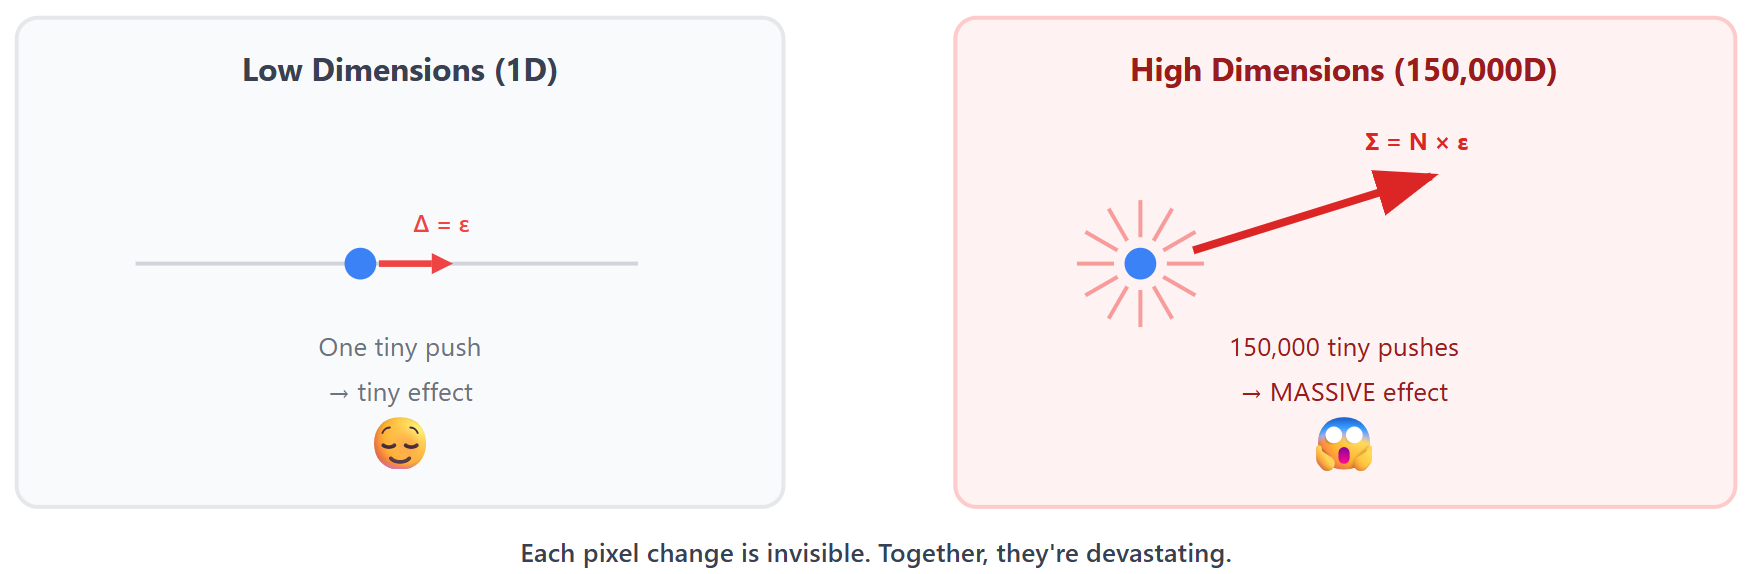 Low Dimensions (1D)
Δ = ε
One tiny push
→ tiny effect
High Dimensions (150,000D)
Σ = N × ε
150,000 tiny pushes
→ MASSIVE effect
Each pixel change is invisible. Together, they're devastating.